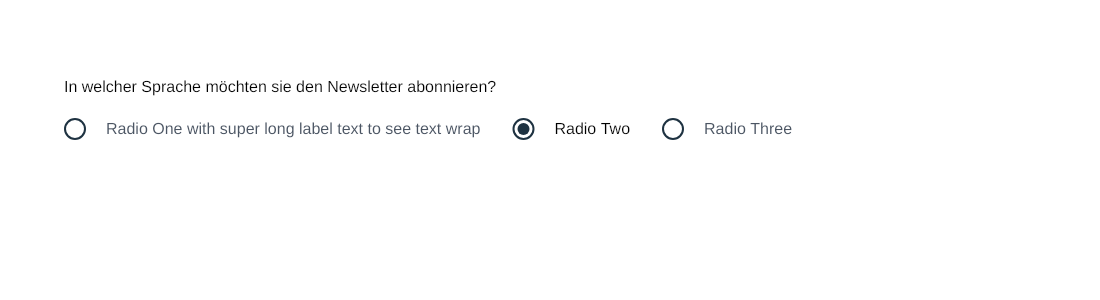 In welcher Sprache möchten sie den Newsletter abonnieren?
Radio One with super long label text to see text wrap Radio Two Radio Three